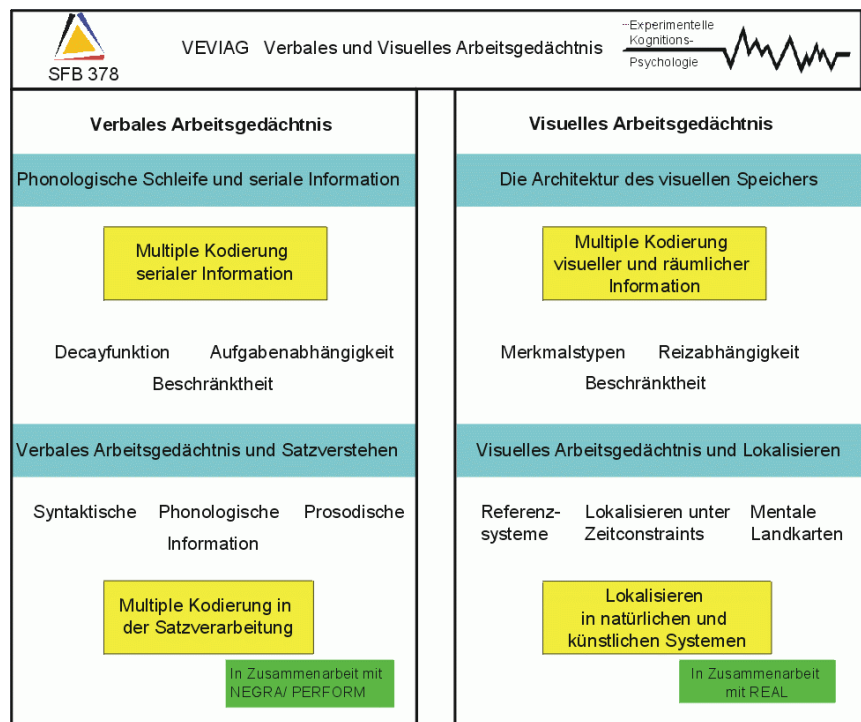 SFB 378
VEVIAG Verbales und Visuelles Arbeitsgedächtnis
Experimentelle
Kognitions-
Psychologie
Verbales Arbeitsgedächtnis
Phonologische Schleife und seriale Information
Multiple Kodierung
serialer Information
Decayfunktion Aufgabenabhängigkeit
Beschränktheit
Verbales Arbeitsgedächtnis und Satzverstehen
Syntaktische Phonologische Prosodische
Information
Multiple Kodierung in
der Satzverarbeitung
In Zusammenarbeit mit
NEGRA/ PERFORM
Visuelles Arbeitsgedächtnis
Die Architektur des visuellen Speichers
Multiple Kodierung
visueller und räumlicher
Information
Merkmalstypen Reizabhängigkeit
Beschränktheit
Visuelles Arbeitsgedächtnis und Lokalisieren
Referenz- Lokalisieren unter Mentale
systeme Zeitconstraints Landkarten
Lokalisieren
in natürlichen und
künstlichen Systemen
In Zusammenarbeit
mit REAL